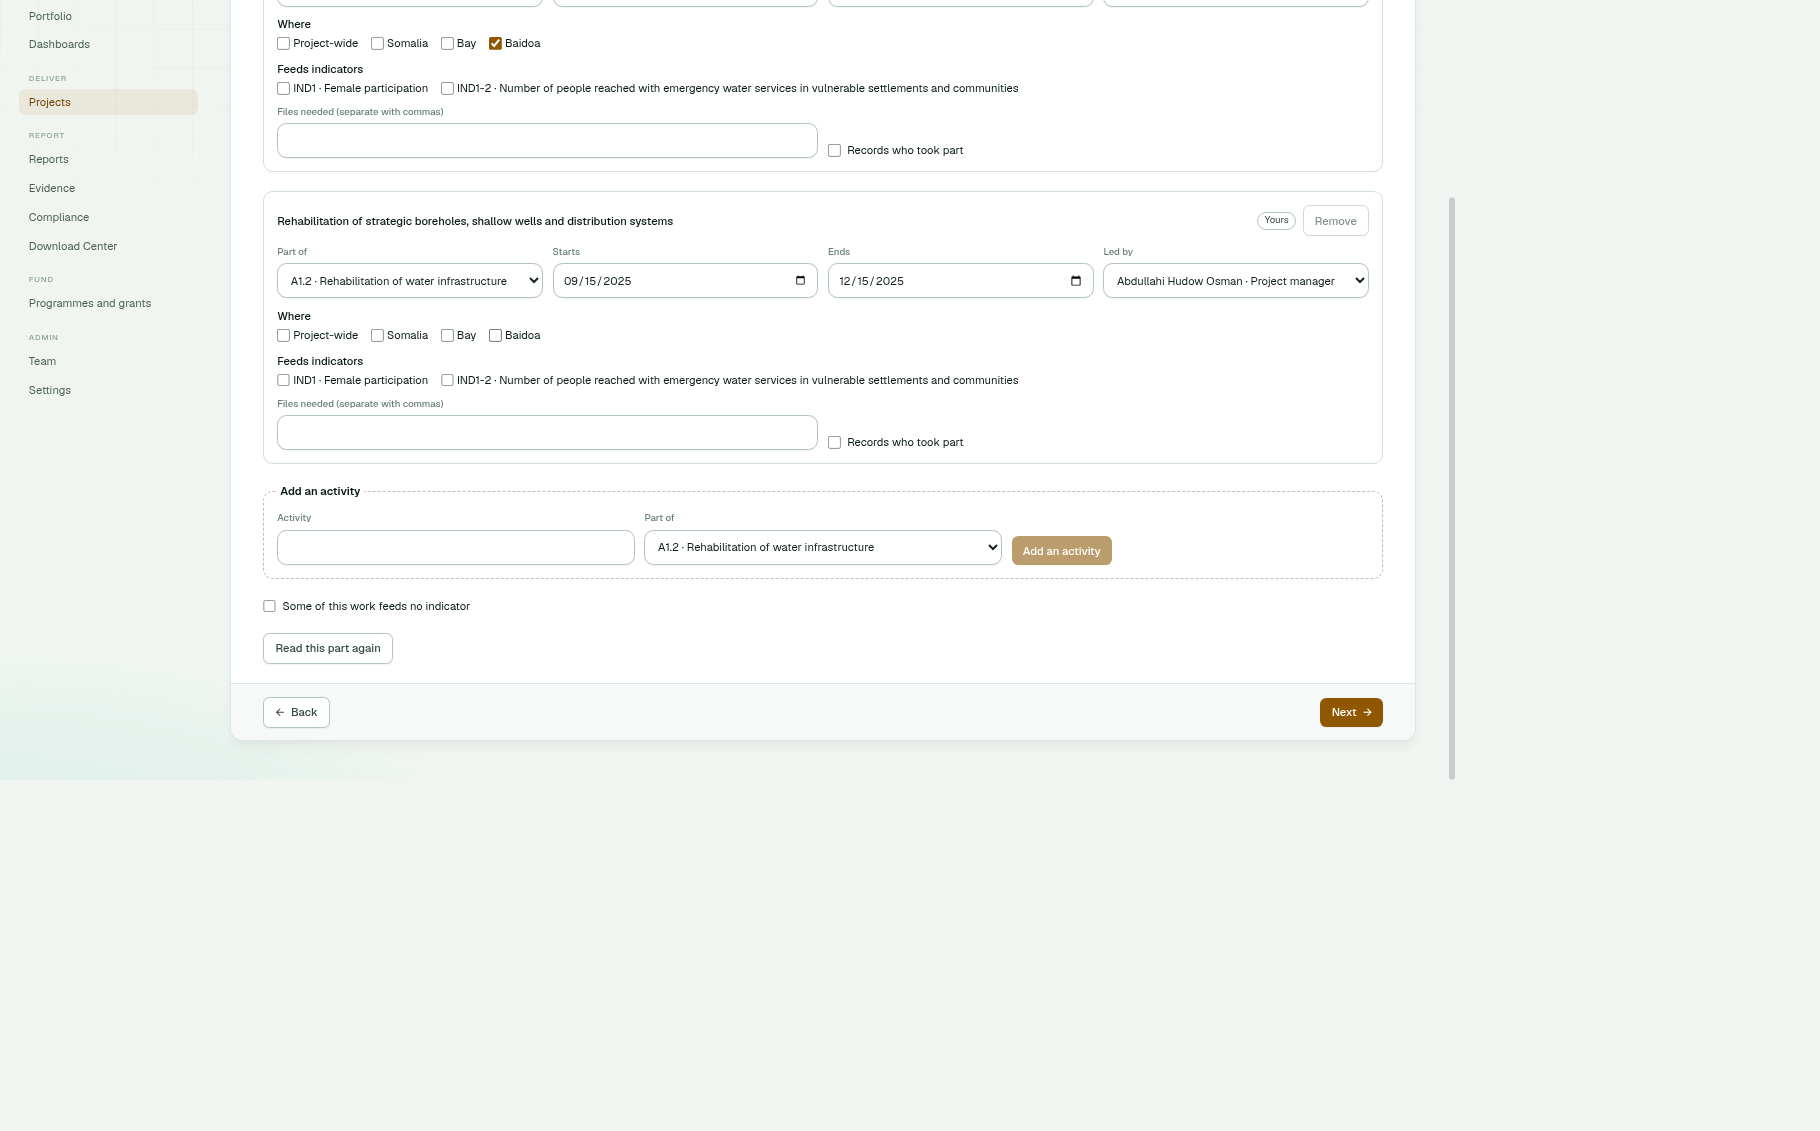 Portfolio
Dashboards
DELIVER
Projects
REPORT
Reports
Evidence
Compliance
Download Center
FUND
Programmes and grants
ADMIN
Team
Settings
Where
Project-wide Somalia Bay Baidoa
Feeds indicators
IND1 · Female participation IND1-2 · Number of people reached with emergency water services in vulnerable settlements and communities
Files needed (separate with commas)
Records who took part
Rehabilitation of strategic boreholes, shallow wells and distribution systems
Yours Remove
Part of Starts Ends Led by
A1.2 · Rehabilitation of water infrastructure 09/15/2025 12/15/2025 Abdullahi Hudow Osman · Project manager
Where
Project-wide Somalia Bay Baidoa
Feeds indicators
IND1 · Female participation IND1-2 · Number of people reached with emergency water services in vulnerable settlements and communities
Files needed (separate with commas)
Records who took part
Add an activity
Activity Part of
A1.2 · Rehabilitation of water infrastructure Add an activity
Some of this work feeds no indicator
Read this part again
← Back Next →